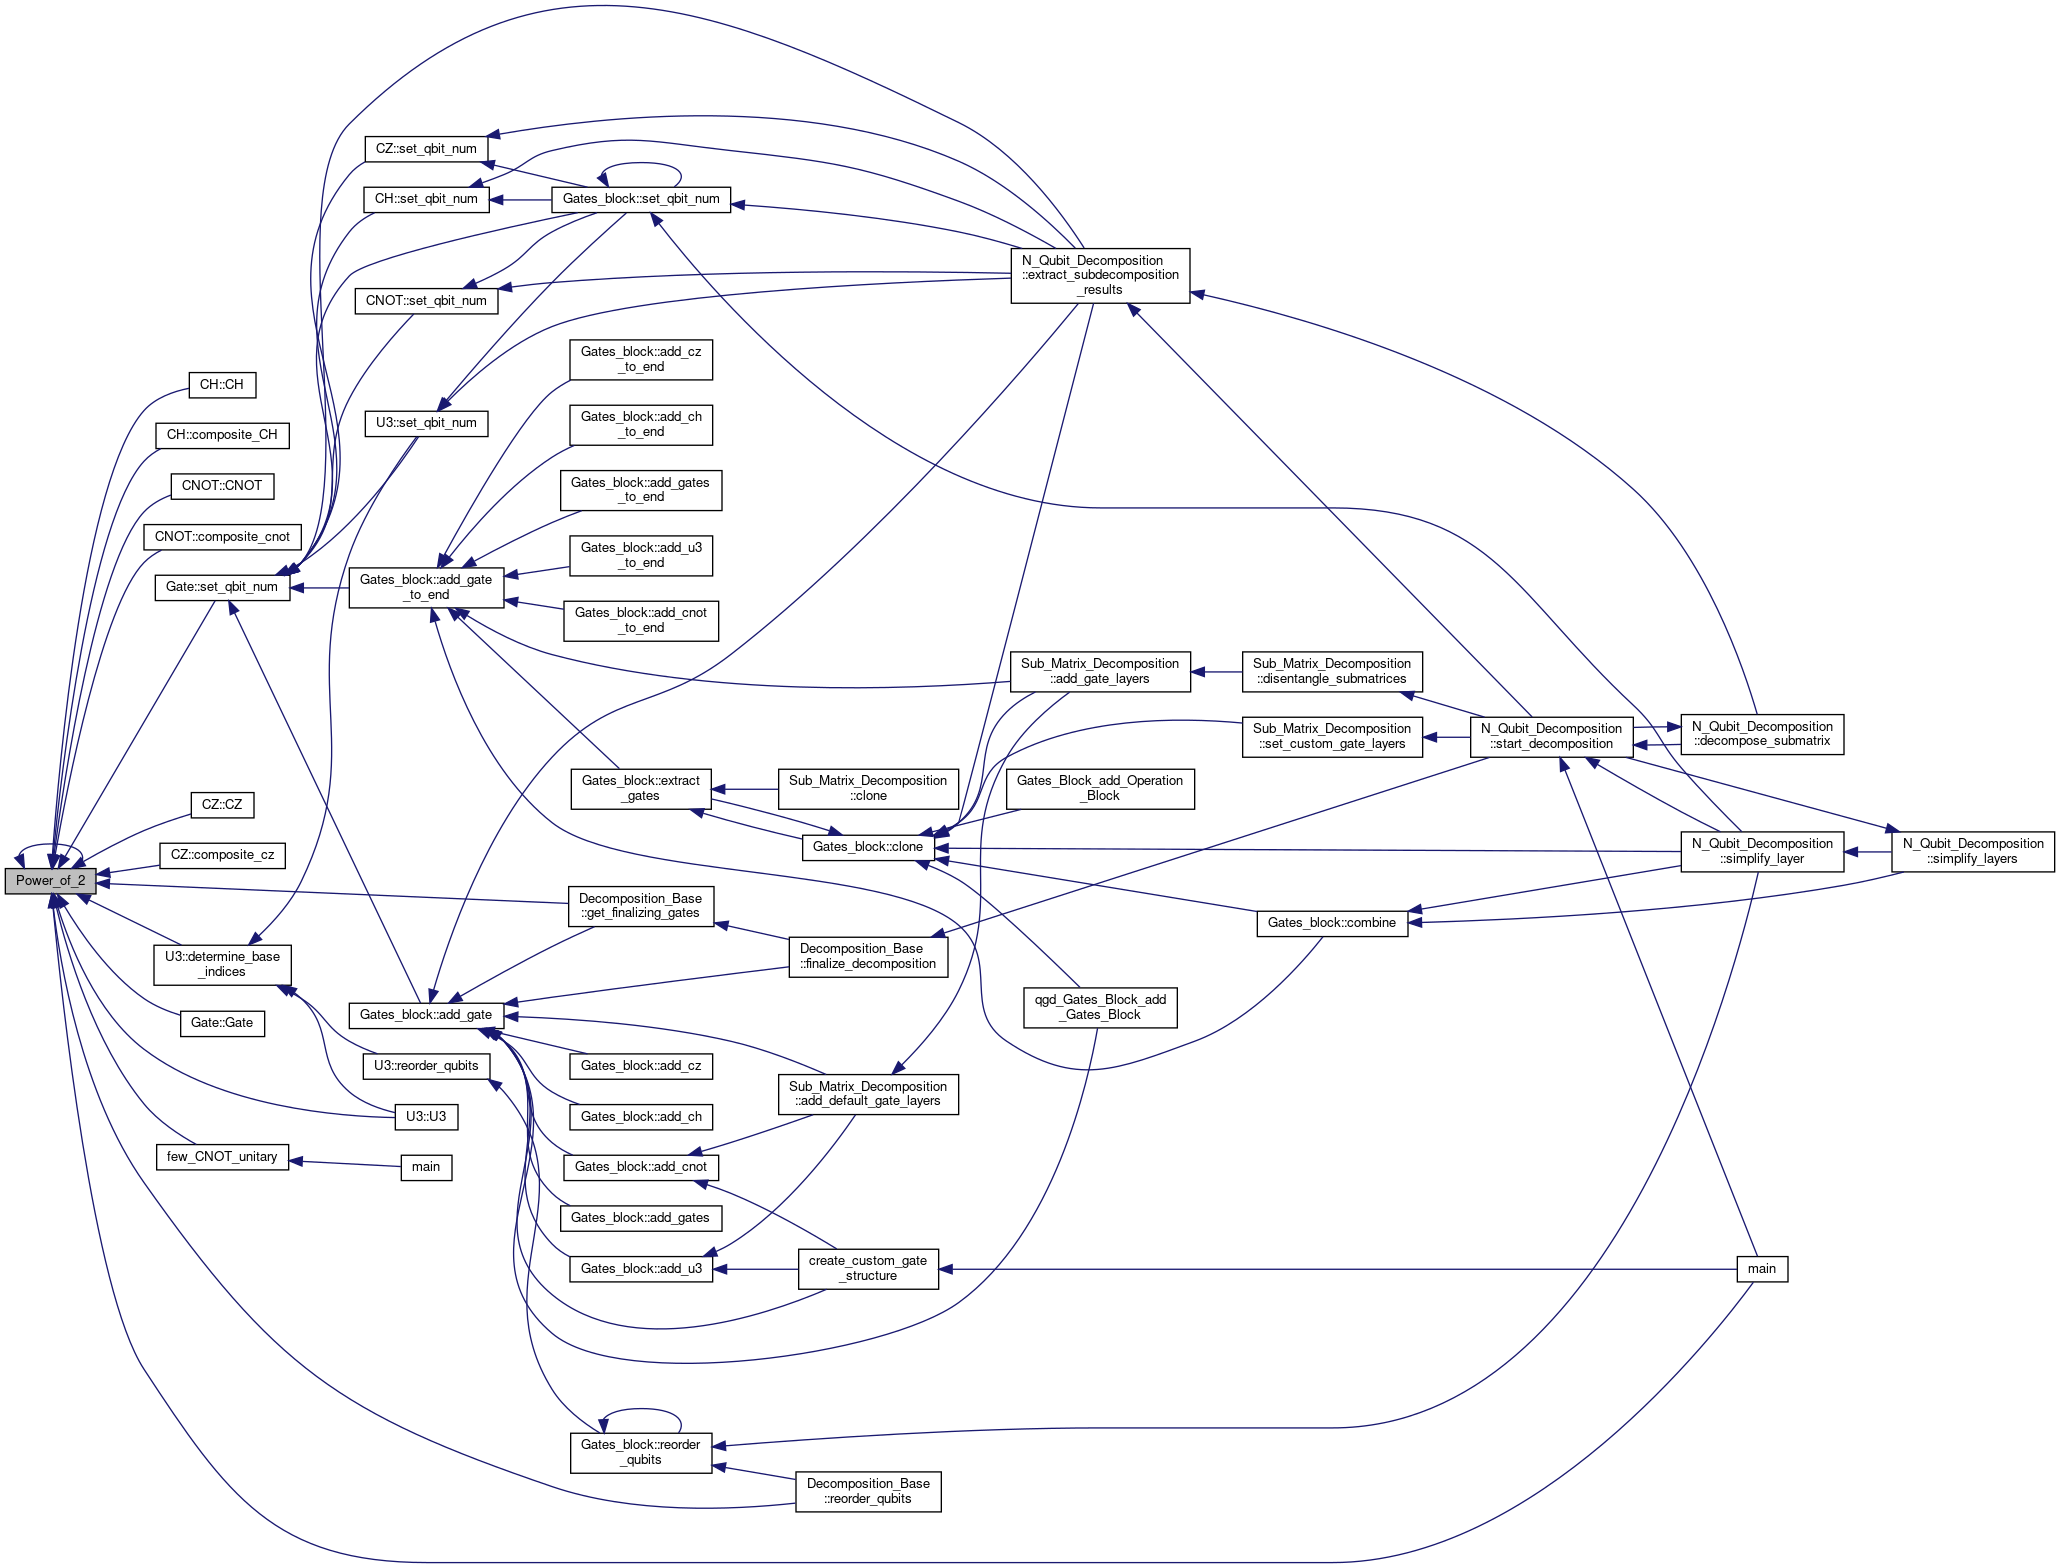 Power_of_2
CH::CH
CH::composite_CH
CNOT::CNOT
CNOT::composite_cnot
Gate::set_qbit_num
CZ::CZ
CZ::composite_cz
U3::determine_base
_indices
Gate::Gate
few_CNOT_unitary
CZ::set_qbit_num
CH::set_qbit_num
CNOT::set_qbit_num
U3::set_qbit_num
Gates_block::add_gate
_to_end
Gates_block::add_gate
U3::reorder_qubits
U3::U3
main
Gates_block::set_qbit_num
Gates_block::add_cz
_to_end
Gates_block::add_ch
_to_end
Gates_block::add_gates
_to_end
Gates_block::add_u3
_to_end
Gates_block::add_cnot
_to_end
Gates_block::extract
_gates
Decomposition_Base
::get_finalizing_gates
Gates_block::add_cz
Gates_block::add_ch
Gates_block::add_cnot
Gates_block::add_gates
Gates_block::add_u3
Gates_block::reorder
_qubits
Sub_Matrix_Decomposition
::clone
Gates_block::clone
Decomposition_Base
::finalize_decomposition
Sub_Matrix_Decomposition
::add_default_gate_layers
create_custom_gate
_structure
Decomposition_Base
::reorder_qubits
N_Qubit_Decomposition
::extract_subdecomposition
_results
Sub_Matrix_Decomposition
::add_gate_layers
Gates_Block_add_Operation
_Block
qgd_Gates_Block_add
_Gates_Block
Sub_Matrix_Decomposition
::disentangle_submatrices
Sub_Matrix_Decomposition
::set_custom_gate_layers
Gates_block::combine
N_Qubit_Decomposition
::start_decomposition
N_Qubit_Decomposition
::decompose_submatrix
N_Qubit_Decomposition
::simplify_layer
main
N_Qubit_Decomposition
::simplify_layers